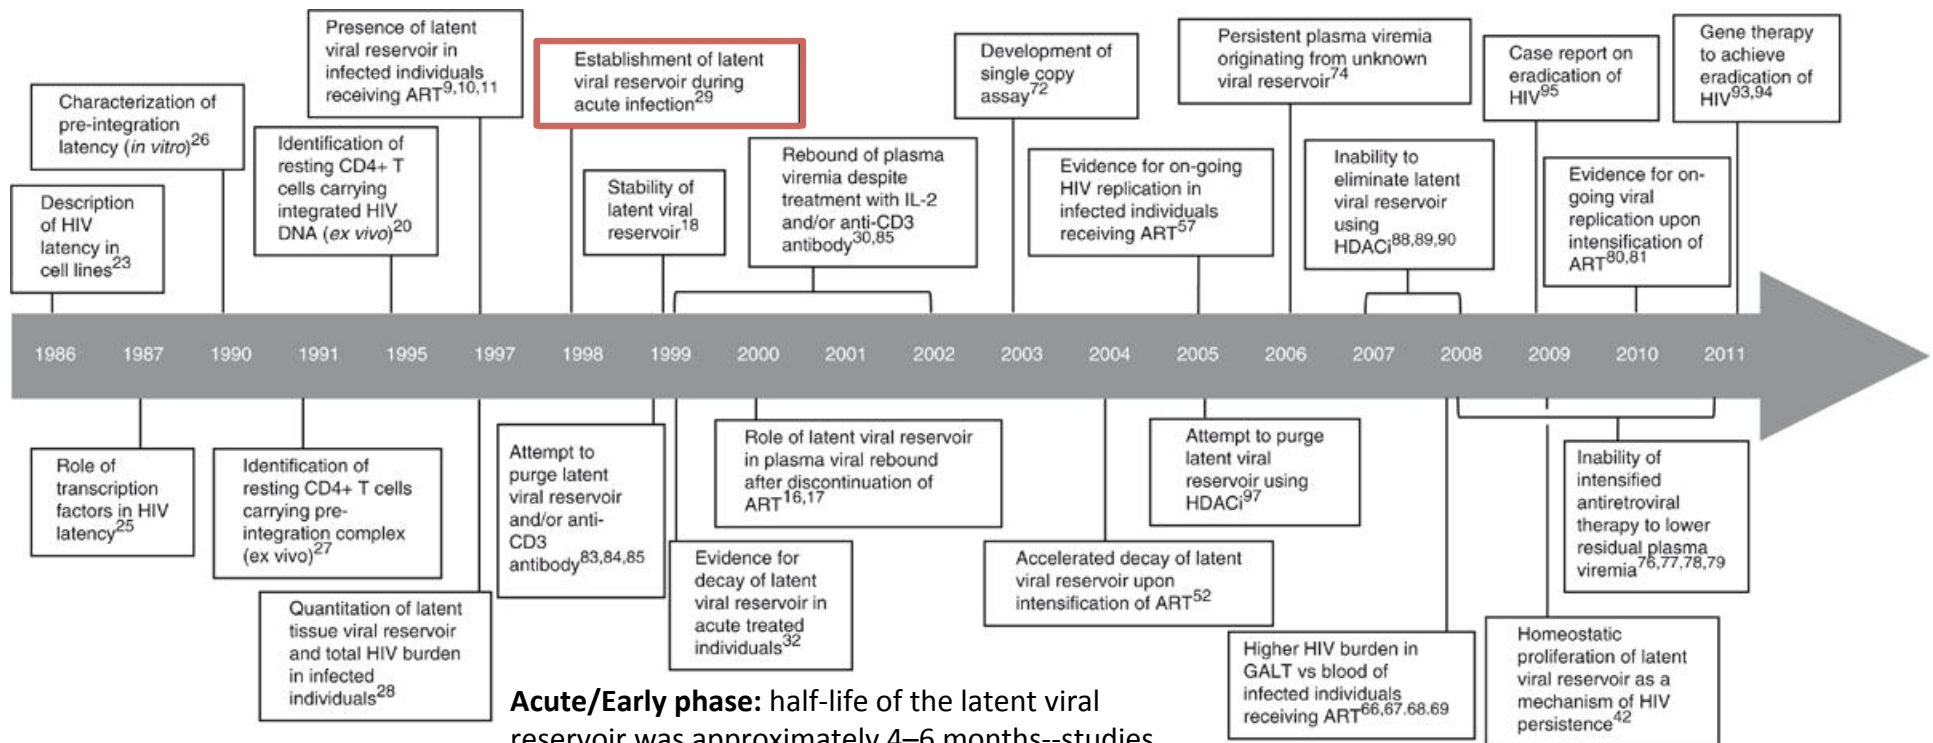 Description
of HIV
latency in
cell lines23
Characterization of
pre-integration
latency (in vitro)26
Identification of
resting CD4+ T
cells carrying
integrated HIV
DNA (ex vivo)20
Presence of latent
viral reservoir in
infected individuals
receiving ART9,10,11
Establishment of latent
viral reservoir during
acute infection29
Stability of
latent viral
reservoir18
Rebound of plasma
viremia despite
treatment with IL-2
and/or anti-CD3
antibody30,85
Development of
single copy
assay72
Evidence for on-going
HIV replication in
infected individuals
receiving ART57
Persistent plasma viremia
originating from unknown
viral reservoir74
Inability to
eliminate latent
viral reservoir
using
HDACi88,89,90
Case report on
eradication of
HIV95
Evidence for on-
going viral
replication upon
intensification of
ART80,81
Gene therapy
to achieve
eradication of
HIV93,94
1986 1987 1990 1991 1995 1997 1998 1999 2000 2001 2002 2003 2004 2005 2006 2007 2008 2009 2010 2011
Role of
transcription
factors in HIV
latency25
Identification of
resting CD4+ T cells
carrying pre-
integration complex
(ex vivo)27
Quantitation of latent
tissue viral reservoir
and total HIV burden
in infected
individuals28
Attempt to
purge latent
viral reservoir
and/or anti-
CD3
antibody83,84,85
Evidence for
decay of latent
viral reservoir in
acute treated
individuals32
Role of latent viral reservoir
in plasma viral rebound
after discontinuation of
ART16,17
Accelerated decay of latent
viral reservoir upon
intensification of ART52
Attempt to purge
latent viral
reservoir using
HDACi97
Higher HIV burden in
GALT vs blood of
infected individuals
receiving ART66,67.68.69
Homeostatic
proliferation of latent
viral reservoir as a
mechanism of HIV
persistence42
Inability of
intensified
antiretroviral
therapy to lower
residual plasma
viremia76,77,78,79
Acute/Early phase: half-life of the latent viral
reservoir was approximately 4–6 months--studies